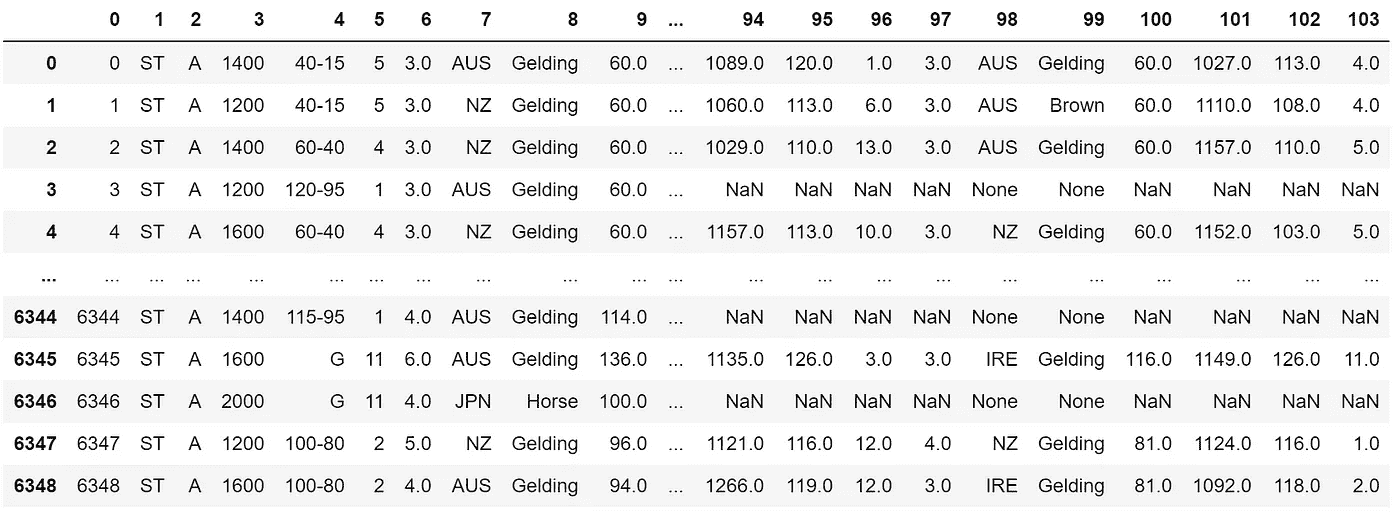 0 1 2 3 4 5 6 7 8 9 ... 94 95 96 97 98 99 100 101 102 103
0 0 ST A 1400 40-15 5 3.0 AUS Gelding 60.0 ... 1089.0 120.0 1.0 3.0 AUS Gelding 60.0 1027.0 113.0 4.0
1 1 ST A 1200 40-15 5 3.0 NZ Gelding 60.0 ... 1060.0 113.0 6.0 3.0 AUS Brown 60.0 1110.0 108.0 4.0
2 2 ST A 1400 60-40 4 3.0 NZ Gelding 60.0 ... 1029.0 110.0 13.0 3.0 AUS Gelding 60.0 1157.0 110.0 5.0
3 3 ST A 1200 120-95 1 3.0 AUS Gelding 60.0 ... NaN NaN NaN NaN None None NaN NaN NaN NaN
4 4 ST A 1600 60-40 4 3.0 NZ Gelding 60.0 ... 1157.0 113.0 10.0 3.0 NZ Gelding 60.0 1152.0 103.0 5.0
... ... ... ... ... ... ... ... ... ... ... ... ... ... ... ... ... ... ... ... ... ...
6344 6344 ST A 1400 115-95 1 4.0 AUS Gelding 114.0 ... NaN NaN NaN NaN None None NaN NaN NaN NaN
6345 6345 ST A 1600 G 11 6.0 AUS Gelding 136.0 ... 1135.0 126.0 3.0 3.0 IRE Gelding 116.0 1149.0 126.0 11.0
6346 6346 ST A 2000 G 11 4.0 JPN Horse 100.0 ... NaN NaN NaN NaN None None NaN NaN NaN NaN
6347 6347 ST A 1200 100-80 2 5.0 NZ Gelding 96.0 ... 1121.0 116.0 12.0 4.0 NZ Gelding 81.0 1124.0 116.0 1.0
6348 6348 ST A 1600 100-80 2 4.0 AUS Gelding 94.0 ... 1266.0 119.0 12.0 3.0 IRE Gelding 81.0 1092.0 118.0 2.0